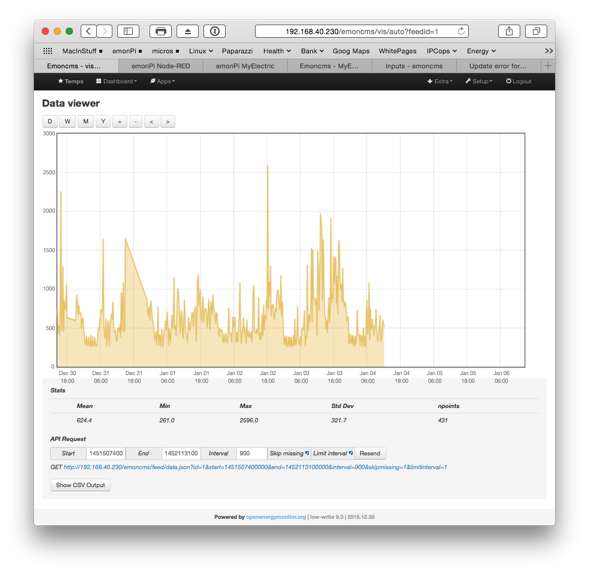 192.168.40.230/emoncms/vis/auto?feedid=1
MacInStuff emonPi micros Linux Paparazzi Health Bank Goog Maps WhitePages IPCops Energy >>
Emoncms - vis... emonPi Node-RED emonPi MyElectric Emoncms - MyE... Inputs - emoncms Update error for... +
Temps Dashboard Apps Extra Setup Logout
Data viewer
D W M Y + - < >
3000
2500
2000
1500
1000
500
0
Dec 30 Dec 31 Dec 31 Jan 01 Jan 01 Jan 02 Jan 02 Jan 03 Jan 03 Jan 04 Jan 04 Jan 05 Jan 05 Jan 06
18:00 06:00 18:00 06:00 18:00 06:00 18:00 06:00 18:00 06:00 18:00 06:00 18:00 06:00
Stats
Mean Min Max Std Dev npoints
624.4 261.0 2596.0 321.7 431
API Request
Start 1451507400 End 1452113100 Interval 900 Skip missing Limit interval Resend
GET http://192.168.40.230/emoncms/feed/data.json?id=1&start=1451507400000&end=1452113100000&interval=900&skipmissing=1&limitinterval=1
Show CSV Output
Powered by openenergymonitor.org | low-write 9.3 | 2015.12.30